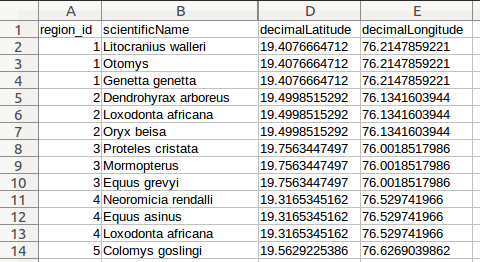 A B D E
1 region_id scientificName decimalLatitude decimalLongitude
2 1 Litocranius walleri 19.4076664712 76.2147859221
3 1 Otomys 19.4076664712 76.2147859221
4 1 Genetta genetta 19.4076664712 76.2147859221
5 2 Dendrohyrax arboreus 19.4998515292 76.1341603944
6 2 Loxodonta africana 19.4998515292 76.1341603944
7 2 Oryx beisa 19.4998515292 76.1341603944
8 3 Proteles cristata 19.7563447497 76.0018517986
9 3 Mormopterus 19.7563447497 76.0018517986
10 3 Equus grevyi 19.7563447497 76.0018517986
11 4 Neoromicia rendalli 19.3165345162 76.529741966
12 4 Equus asinus 19.3165345162 76.529741966
13 4 Loxodonta africana 19.3165345162 76.529741966
14 5 Colomys goslingi 19.5629225386 76.6269039862